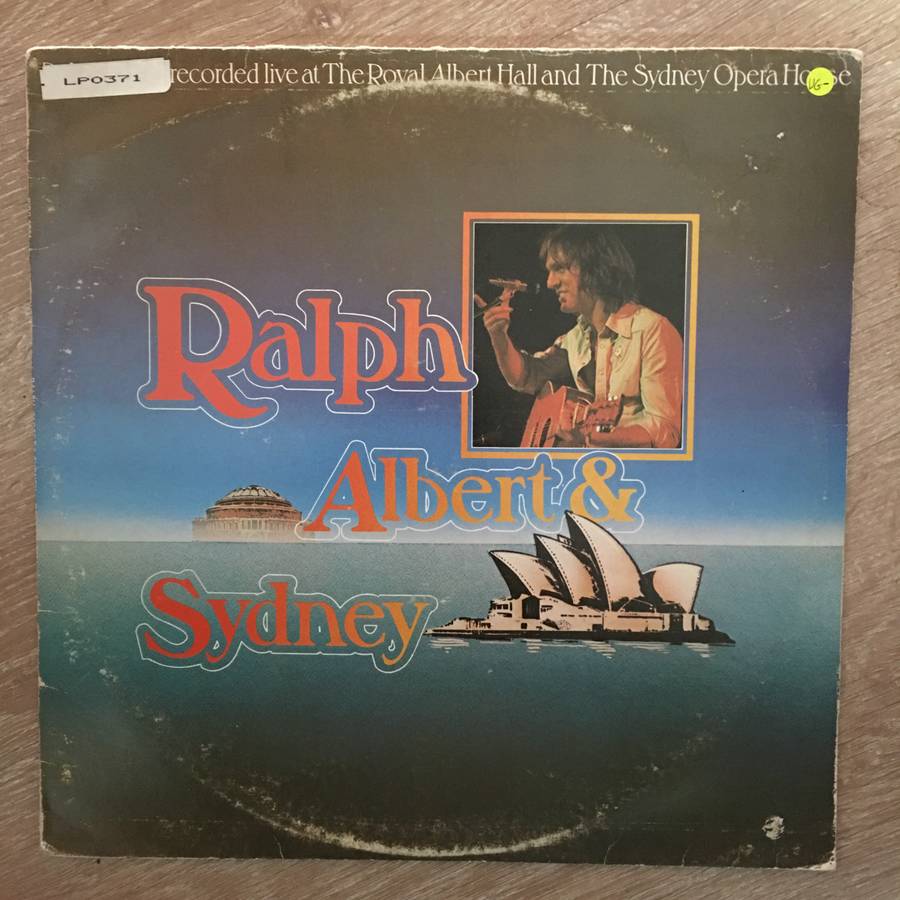 LP0371
recorded live at The Royal Albert Hall and The Sydney Opera House
VG-
Ralph
Albert &
Sydney